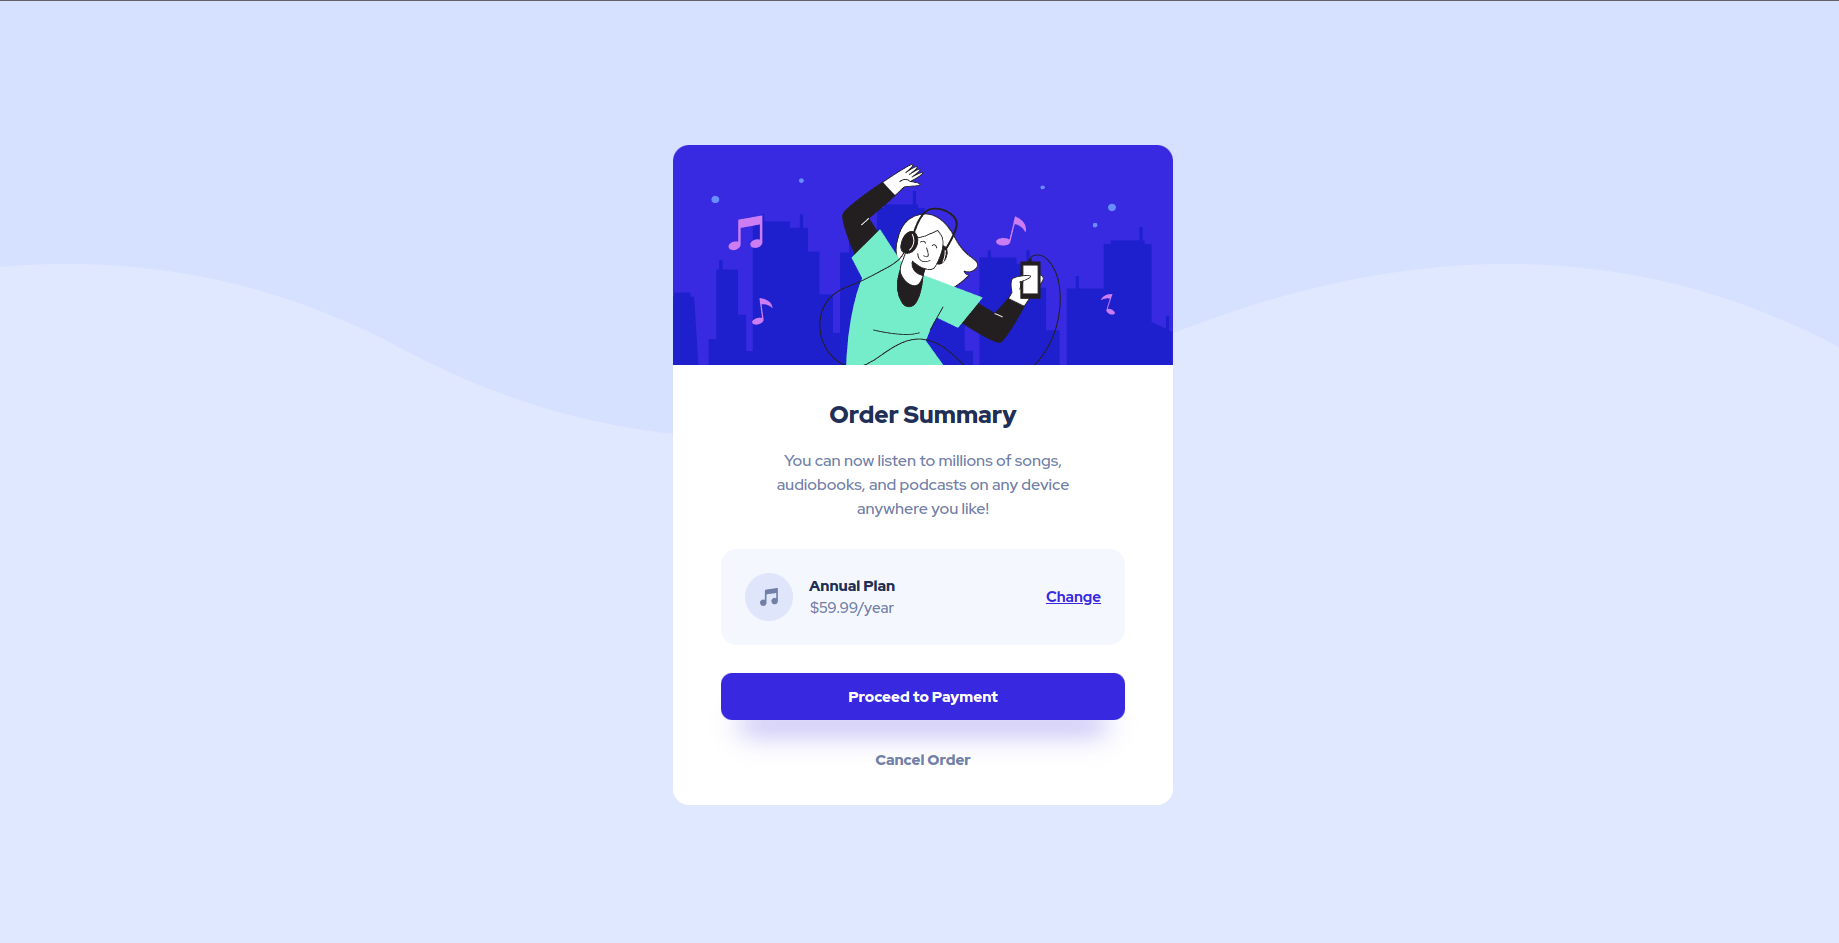 Order Summary
You can now listen to millions of songs,
audiobooks, and podcasts on any device
anywhere you like!
Annual Plan
$59.99/year
Change
Proceed to Payment
Cancel Order